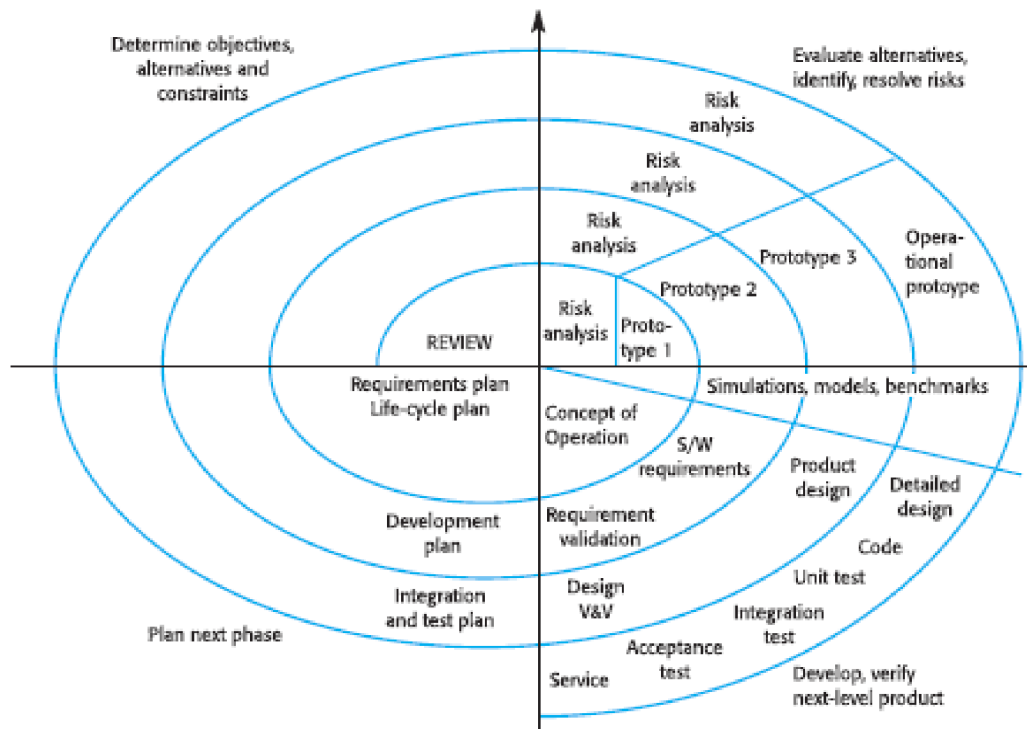 Determine objectives,
alternatives and
constraints
Evaluate alternatives,
identify, resolve risks
Risk
analysis
Risk
analysis
Risk
analysis
Risk
analysis
Proto-
type 1
Prototype 2
Prototype 3
Opera-
tional
protoype
REVIEW
Requirements plan
Life-cycle plan
Simulations, models, benchmarks
Concept of
Operation
S/W
requirements
Product
design
Detailed
design
Development
plan
Requirement
validation
Code
Unit test
Integration
and test plan
Design
V&V
Integration
test
Acceptance
test
Service
Plan next phase
Develop, verify
next-level product